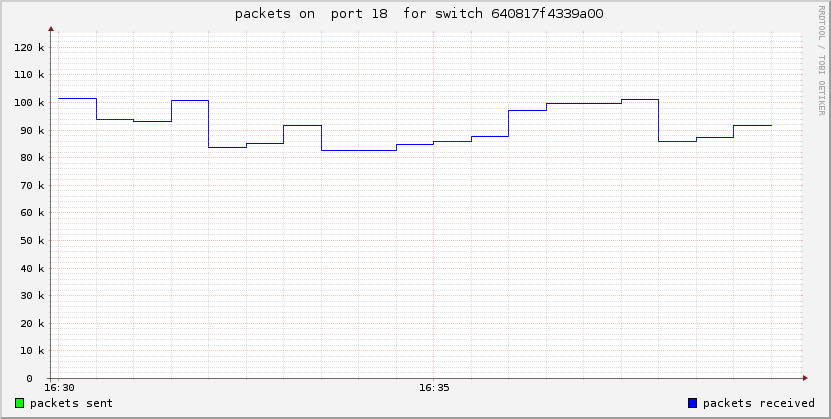 packets on  port 18  for switch 640817f4339a00
RRDTOOL / TOBI OETIKER
120 k
110 k
100 k
90 k
80 k
70 k
60 k
50 k
40 k
30 k
20 k
10 k
0
16:30 16:35
packets sent packets received